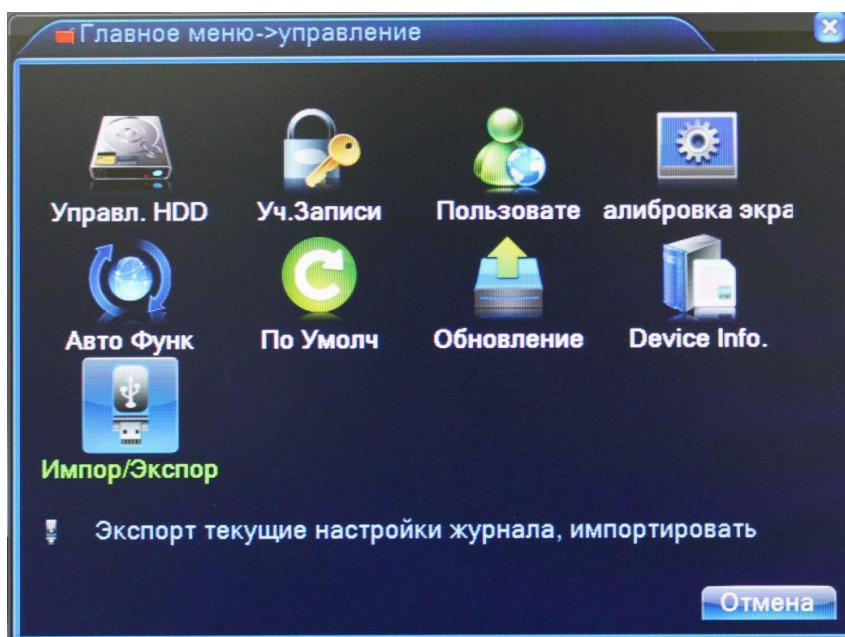 Главное меню->управление
Управл. HDD Уч.Записи Пользовате алибровка экра
Авто Функ По Умолч Обновление Device Info.
Импор/Экспор
Экспорт текущие настройки журнала, импортировать
Отмена